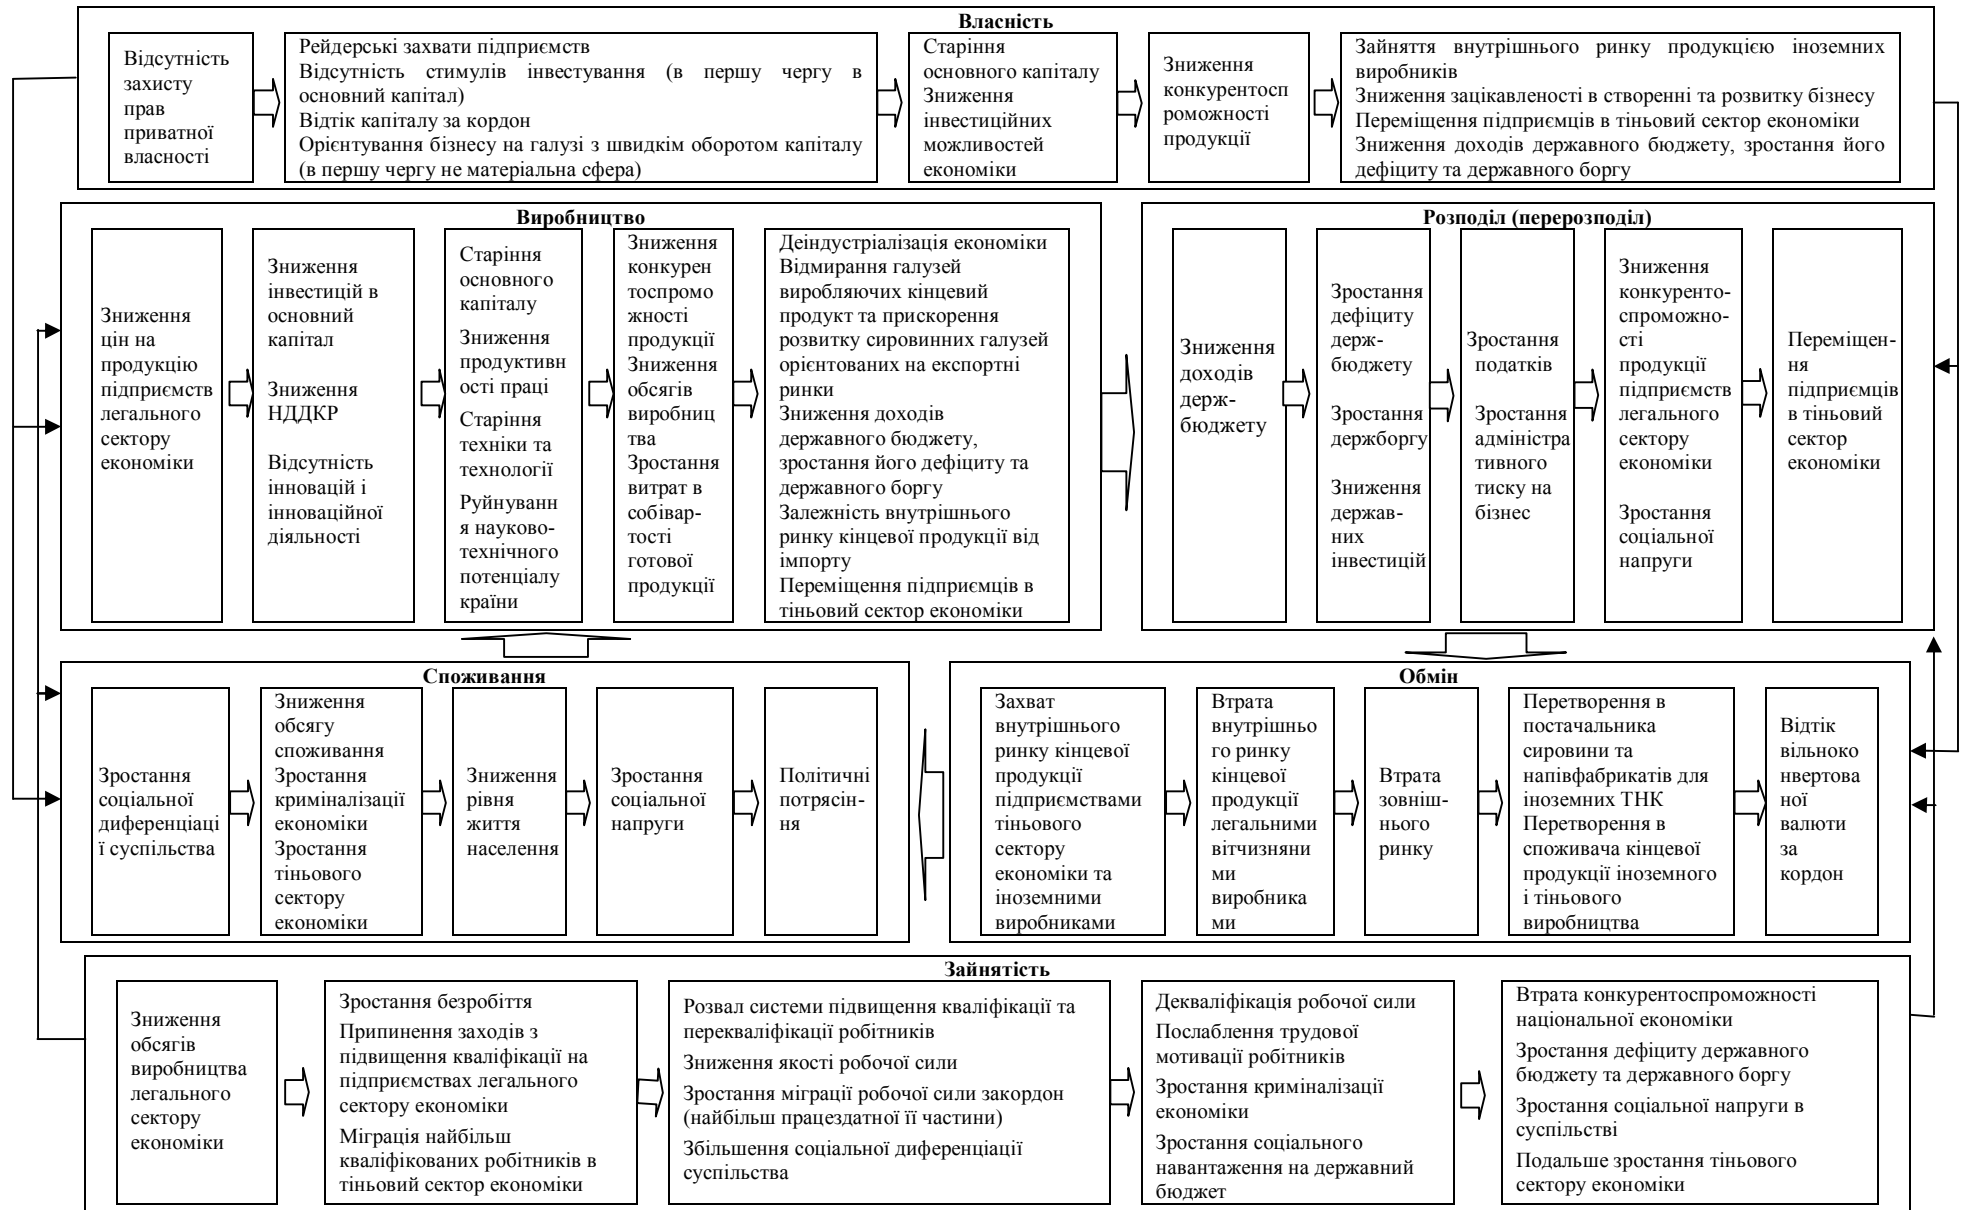 Власність
Відсутність
захисту
прав
приватної
власності
Рейдерські захвати підприємств
Відсутність стимулів інвестування (в першу чергу в
основний капітал)
Відтік капіталу за кордон
Орієнтування бізнесу на галузі з швидкім оборотом капіталу
(в першу чергу не матеріальна сфера)
Старіння
основного капіталу
Зниження
інвестиційних
можливостей
економіки
Зниження
конкурентосп
роможності
продукції
Зайняття внутрішнього ринку продукцією іноземних
виробників
Зниження зацікавленості в створенні та розвитку бізнесу
Переміщення підприємців в тіньовий сектор економіки
Зниження доходів державного бюджету, зростання його
дефіциту та державного боргу
Виробництво
Зниження
цін на
продукцію
підприємств
легального
сектору
економіки
Зниження
інвестицій в
основний
капітал
Зниження
НДДКР
Відсутність
інновацій і
інноваційної
діяльності
Старіння
основного
капіталу
Зниження
продуктивн
ності праці
Старіння
техніки та
технології
Руйнуванн
я науково-
технічного
потенціалу
країни
Зниження
конкурен
тоспромо
жності
продукції
Зниження
обсягів
виробниц
тва
Зростання
витрат в
собівар-
тості
готової
продукції
Деіндустріалізація економіки
Відмирання галузей
виробляючих кінцевий
продукт та прискорення
розвитку сировинних галузей
орієнтованих на експортні
ринки
Зниження доходів
державного бюджету,
зростання його дефіциту та
державного боргу
Залежність внутрішнього
ринку кінцевої продукції від
імпорту
Переміщення підприємців в
тіньовий сектор економіки
Розподіл (перерозподіл)
Зниження
доходів
держ-
бюджету
Зростання
дефіциту
держ-
бюджету
Зростання
держборгу
Зниження
держав-
них
інвестицій
Зростання
податків
Зростання
адміністра
тивного
тиску на
бізнес
Зниження
конкуренто-
спроможно-
сті
продукції
підприємств
легального
сектору
економіки
Зростання
соціальної
напруги
Переміщен-
ня
підприємців
в тіньовий
сектор
економіки
Споживання
Зростання
соціальної
диференціаці
ї суспільства
Зниження
обсягу
споживання
Зростання
криміналізації
економіки
Зростання
тіньового
сектору
економіки
Зниження
рівня
життя
населення
Зростання
соціальної
напруги
Політичні
потрясін-
ня
Обмін
Захват
внутрішнього
ринку кінцевої
продукції
підприємствами
тіньового
сектору
економіки та
іноземними
виробниками
Втрата
внутрішньо
го ринку
кінцевої
продукції
легальними
вітчизняни
ми
виробника
ми
Втрата
зовніш-
нього
ринку
Перетворення в
постачальника
сировини та
напівфабрикатів для
іноземних ТНК
Перетворення в
споживача кінцевої
продукції іноземного
і тіньового
виробництва
Відтік
вільноко
нвертова
ної
валюти
за
кордон
Зайнятість
Зниження
обсягів
виробництва
легального
сектору
економіки
Зростання безробіття
Припинення заходів з
підвищення кваліфікації на
підприємствах легального
сектору економіки
Міграція найбільш
кваліфікованих робітників в
тіньовий сектор економіки
Розвал системи підвищення кваліфікації та
перекваліфікації робітників
Зниження якості робочої сили
Зростання міграції робочої сили закордон
(найбільш працездатної її частини)
Збільшення соціальної диференціації
суспільства
Декваліфікація робочої сили
Послаблення трудової
мотивації робітників
Зростання криміналізації
економіки
Зростання соціального
навантаження на державний
бюджет
Втрата конкурентоспроможності
національної економіки
Зростання дефіциту державного
бюджету та державного боргу
Зростання соціальної напруги в
суспільстві
Подальше зростання тіньового
сектору економіки